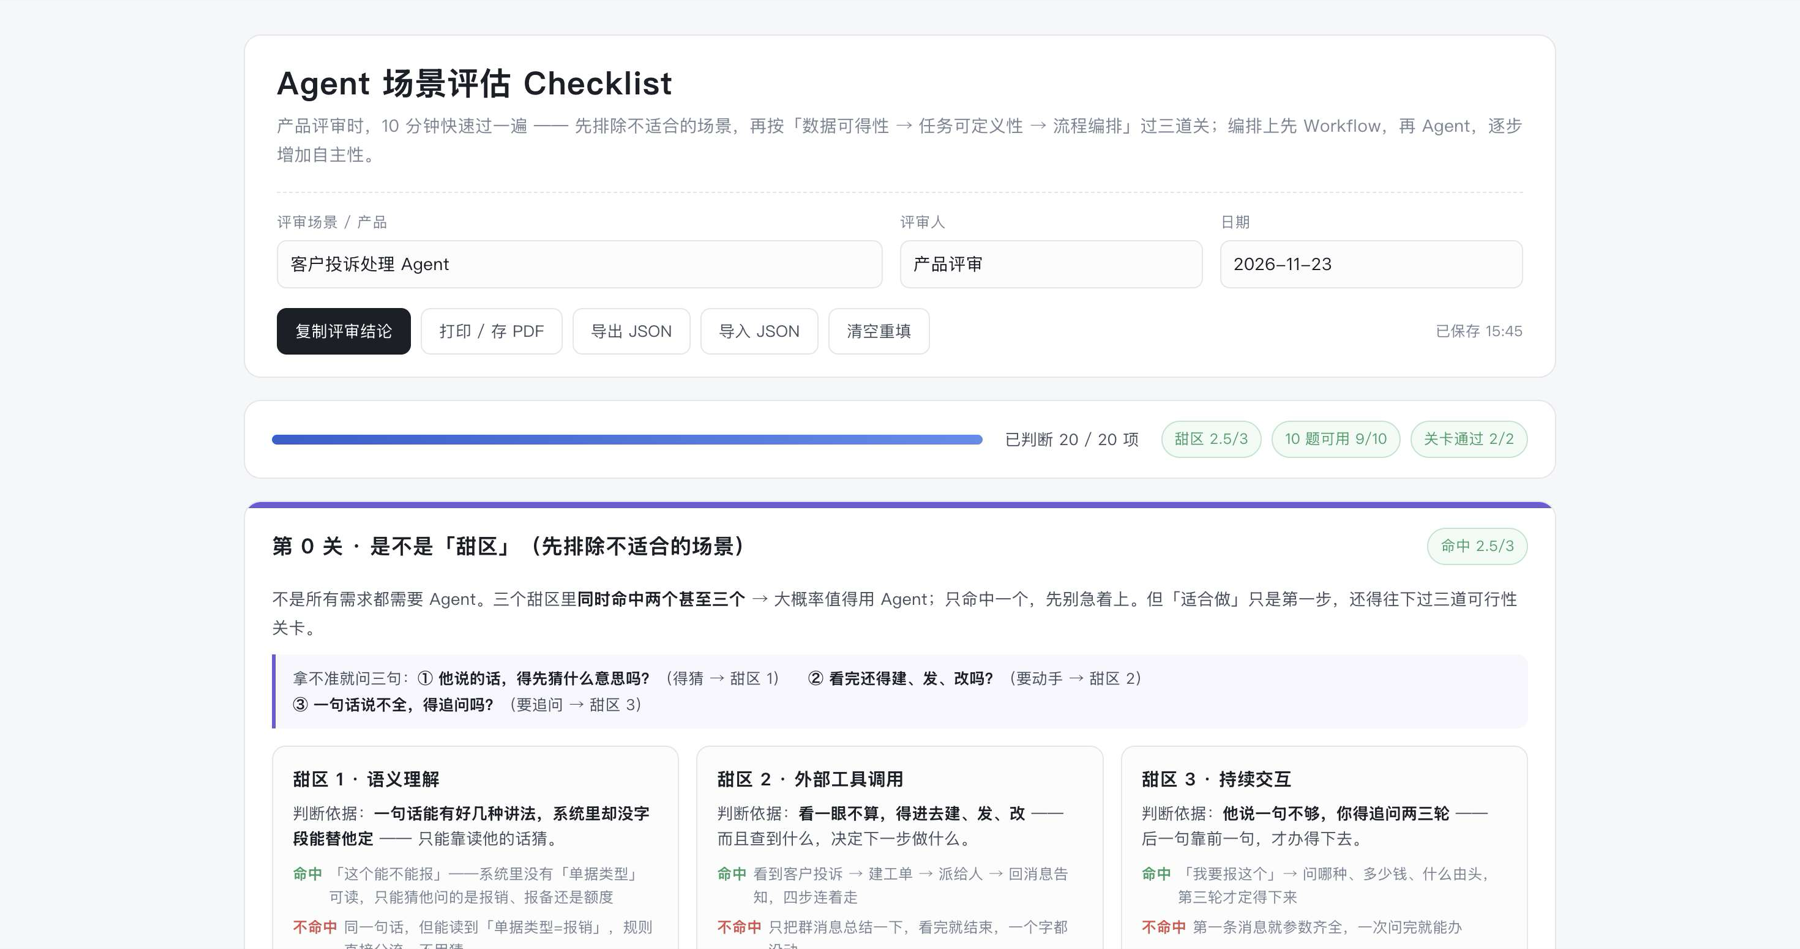 Agent 场景评估 Checklist
产品评审时，10 分钟快速过一遍 —— 先排除不适合的场景，再按「数据可得性 → 任务可定义性 → 流程编排」过三道关；编排上先 Workflow，再 Agent，逐步
增加自主性。
评审场景 / 产品
评审人
日期
客户投诉处理 Agent
产品评审
2026-11-23
复制评审结论
打印 / 存 PDF
导出 JSON
导入 JSON
清空重填
已保存 15:45
已判断 20 / 20 项
甜区 2.5/3
10 题可用 9/10
关卡通过 2/2
第 0 关 · 是不是「甜区」（先排除不适合的场景）
命中 2.5/3
不是所有需求都需要 Agent。三个甜区里同时命中两个甚至三个 → 大概率值得用 Agent；只命中一个，先别急着上。但「适合做」只是第一步，还得往下过三道可行性
关卡。
拿不准就问三句：① 他说的话，得先猜什么意思吗？（得猜 → 甜区 1） ② 看完还得建、发、改吗？（要动手 → 甜区 2）
③ 一句话说不全，得追问吗？（要追问 → 甜区 3）
甜区 1 · 语义理解
判断依据：一句话能有好几种讲法，系统里却没字
段能替他定 —— 只能靠读他的话猜。
命中 「这个能不能报」——系统里没有「单据类型」
可读，只能猜他问的是报销、报备还是额度
不命中 同一句话，但能读到「单据类型=报销」，规则
直接分流，不用猜
甜区 2 · 外部工具调用
判断依据：看一眼不算，得进去建、发、改 ——
而且查到什么，决定下一步做什么。
命中 看到客户投诉 → 建工单 → 派给人 → 回消息告
知，四步连着走
不命中 只把群消息总结一下，看完就结束，一个字都
没动
甜区 3 · 持续交互
判断依据：他说一句不够，你得追问两三轮 ——
后一句靠前一句，才办得下去。
命中 「我要报这个」→ 问哪种、多少钱、什么由头，
第三轮才定得下来
不命中 第一条消息就参数齐全，一次问完就能办